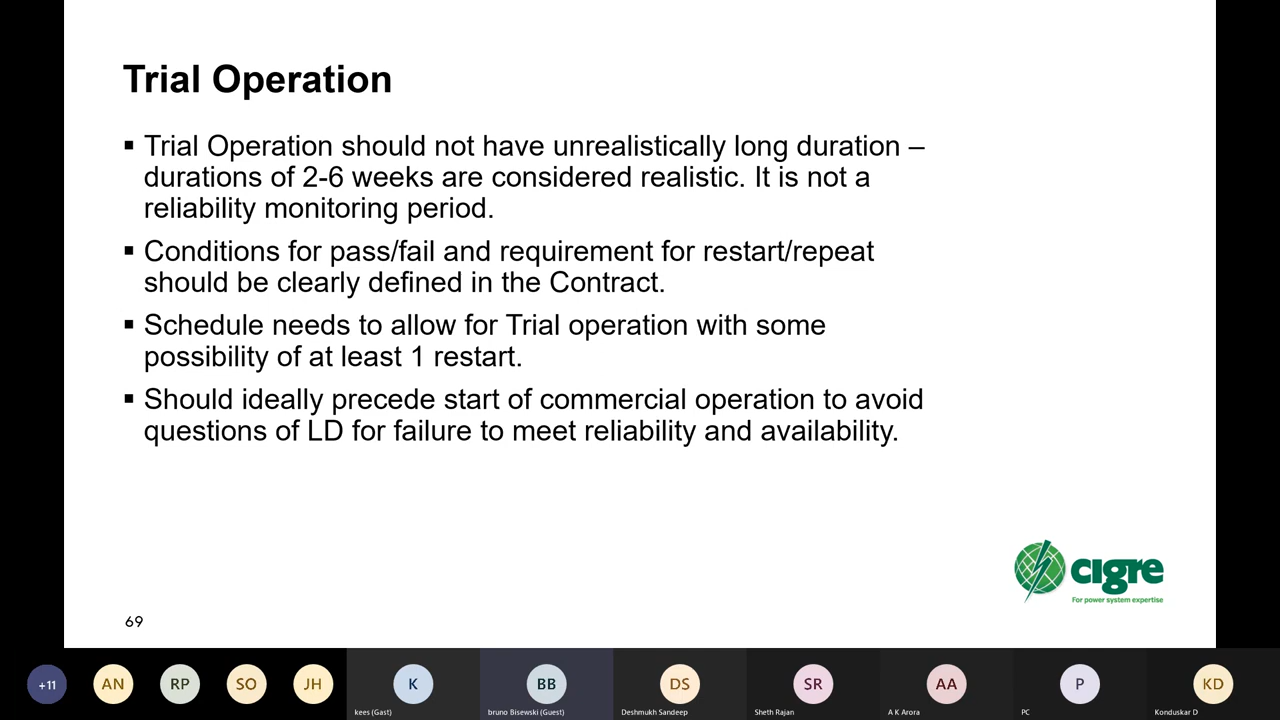 Trial Operation
▪ Trial Operation should not have unrealistically long duration –
durations of 2-6 weeks are considered realistic. It is not a
reliability monitoring period.
▪ Conditions for pass/fail and requirement for restart/repeat
should be clearly defined in the Contract.
▪ Schedule needs to allow for Trial operation with some
possibility of at least 1 restart.
▪ Should ideally precede start of commercial operation to avoid
questions of LD for failure to meet reliability and availability.
cigre
For power system expertise
69
+11 AN RP SO JH K BB DS SR AA P KD
kees (Gast) bruno Bisewski (Guest) Deshmukh Sandeep Sheth Rajan A K Arora PC Konduskar D